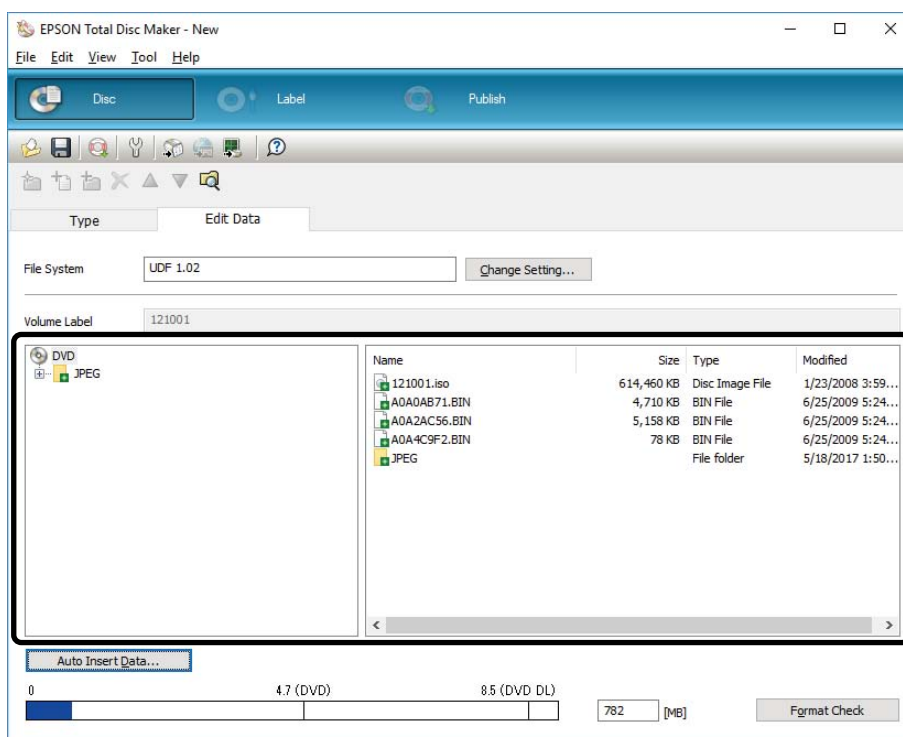 EPSON Total Disc Maker - New
File Edit View Tool Help
Disc Label Publish
Type Edit Data
File System UDF 1.02 Change Setting...
Volume Label 121001
DVD
JPEG
Name Size Type Modified
121001.iso 614,460 KB Disc Image File 1/23/2008 3:59...
A0A0AB71.BIN 4,710 KB BIN File 6/25/2009 5:24...
A0A2AC56.BIN 5,158 KB BIN File 6/25/2009 5:24...
A0A4C9F2.BIN 78 KB BIN File 6/25/2009 5:24...
JPEG File folder 5/18/2017 1:50...
Auto Insert Data...
0 4.7 (DVD) 8.5 (DVD DL)
782 [MB] Format Check